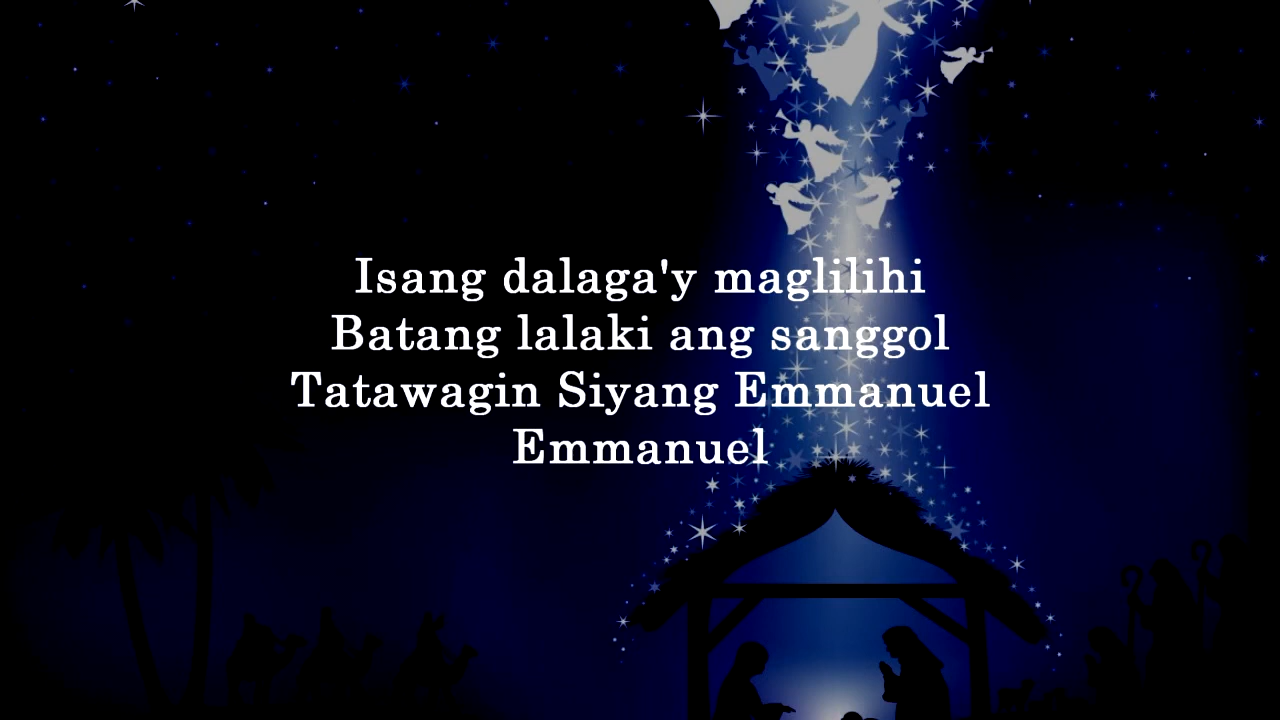 Isang dalaga'y maglilihi
Batang lalaki ang sanggol
Tatawagin Siyang Emmanuel
Emmanuel